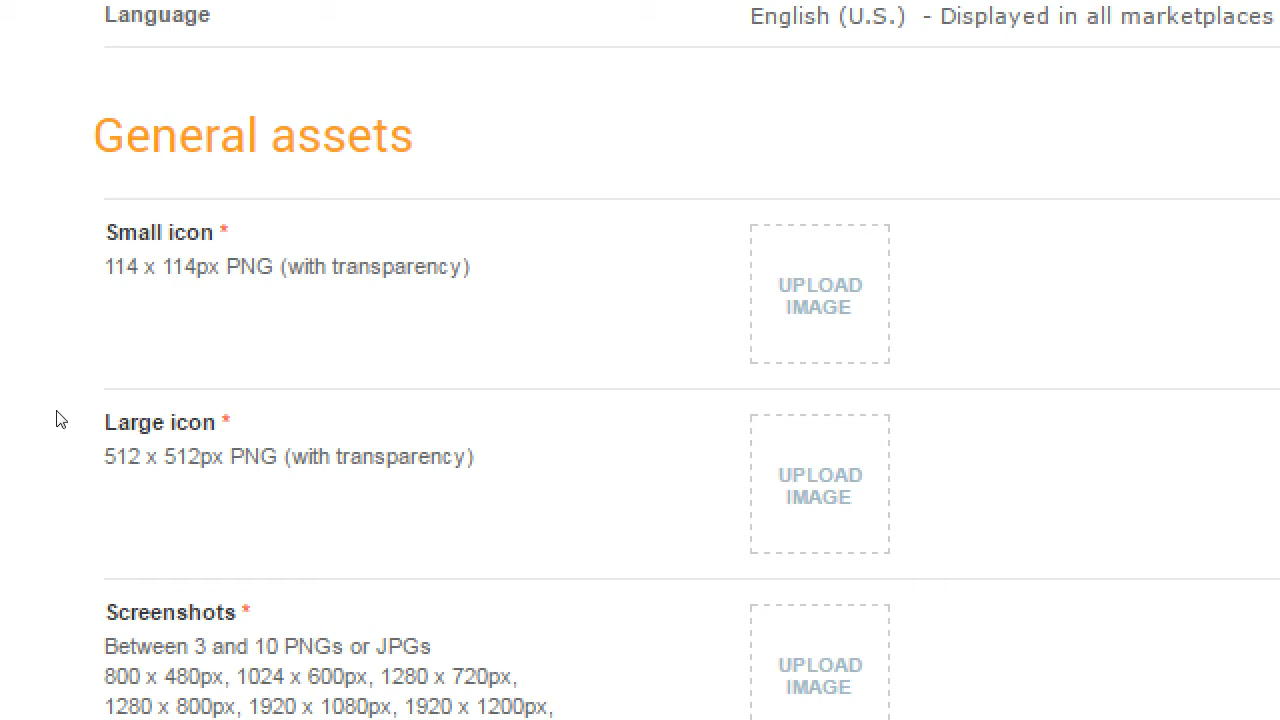 Language
English (U.S.) - Displayed in all marketplaces
General assets
Small icon *
114 x 114px PNG (with transparency)
UPLOAD
IMAGE
Large icon *
512 x 512px PNG (with transparency)
UPLOAD
IMAGE
Screenshots *
Between 3 and 10 PNGs or JPGs
800 x 480px, 1024 x 600px, 1280 x 720px,
1280 x 800px, 1920 x 1080px, 1920 x 1200px,
UPLOAD
IMAGE